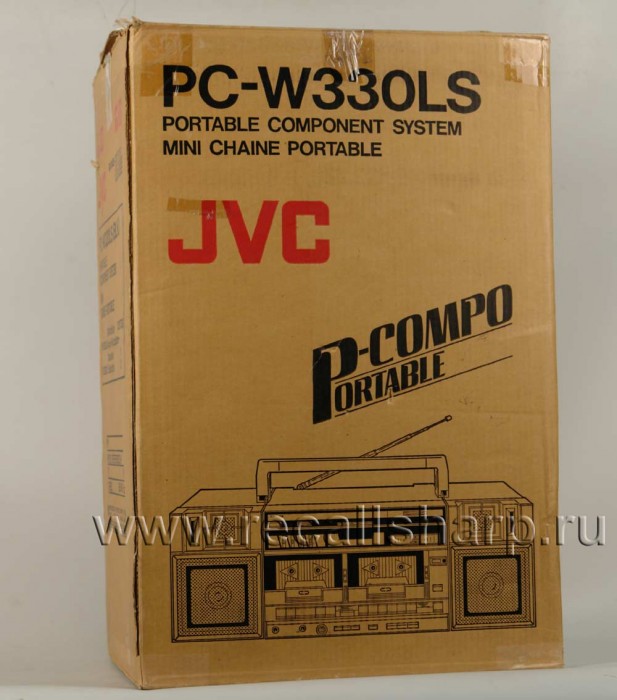 PC-W330LS
PORTABLE COMPONENT SYSTEM
MINI CHAINE PORTABLE
JVC
P-COMPO
PORTABLE
www.recallsharp.ru